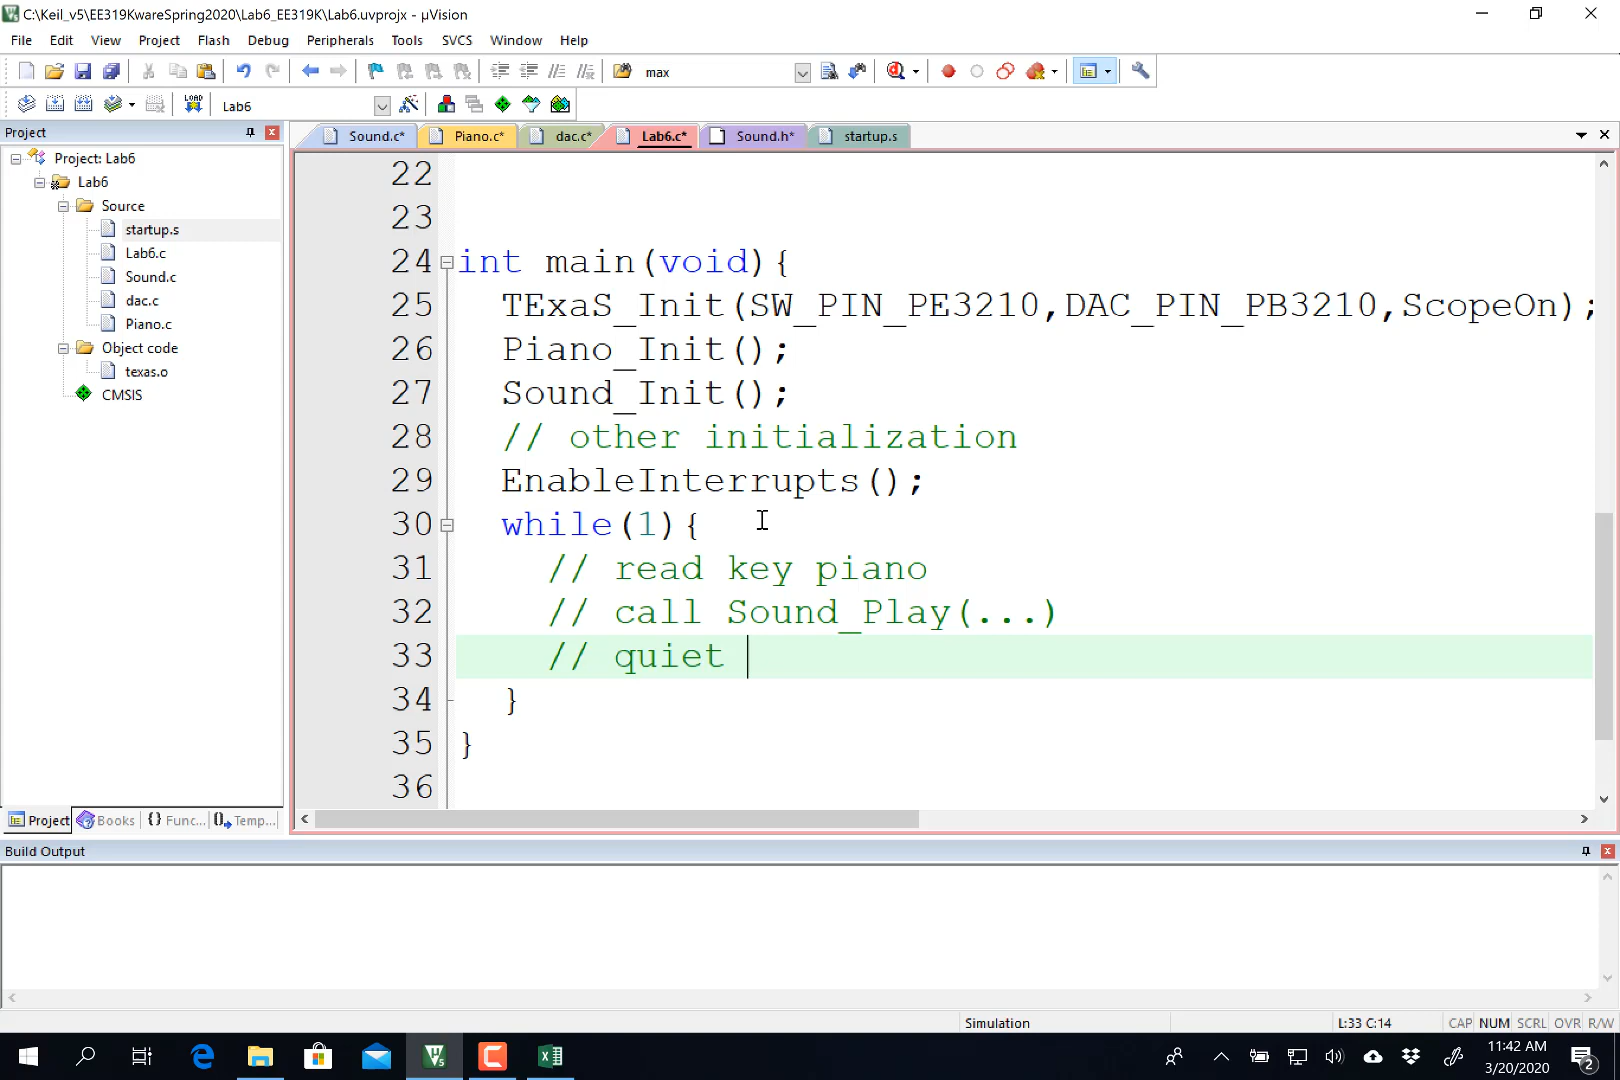 C:\Keil_v5\EE319KwareSpring2020\Lab6_EE319K\Lab6.uvprojx - µVision
File Edit View Project Flash Debug Peripherals Tools SVCS Window Help
max
LOAD Lab6
Project
Sound.c* Piano.c* dac.c* Lab6.c* Sound.h* startup.s
Project: Lab6
Lab6
Source
startup.s
Lab6.c
Sound.c
dac.c
Piano.c
Object code
texas.o
CMSIS
22
23
24 int main(void){
25 TExaS_Init(SW_PIN_PE3210,DAC_PIN_PB3210,ScopeOn);
26 Piano_Init();
27 Sound_Init();
28 // other initialization
29 EnableInterrupts();
30 while(1){
31 // read key piano
32 // call Sound_Play(...)
33 // quiet
34 }
35 }
36
Project Books {} Func... 0 Temp...
Build Output
Simulation L:33 C:14 CAP NUM SCRL OVR R/W
11:42 AM
3/20/2020
2